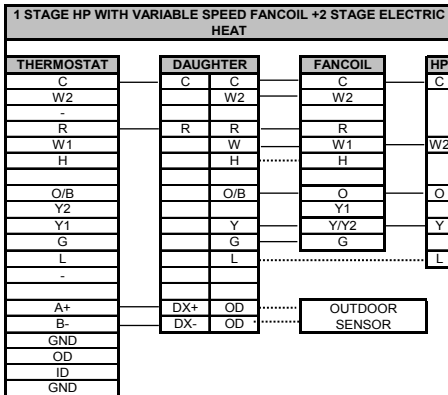 1 STAGE HP WITH VARIABLE SPEED FANCOIL +2 STAGE ELECTRIC
HEAT
THERMOSTAT DAUGHTER FANCOIL HP
C C C C C
W2 W2 W2
-
R R R R
W1 W W1 W2
H H H
O/B O/B O O
Y2 Y1
Y1 Y Y/Y2 Y
G G G
L L L
-
A+ DX+ OD OUTDOOR
B- DX- OD SENSOR
GND
OD
ID
GND